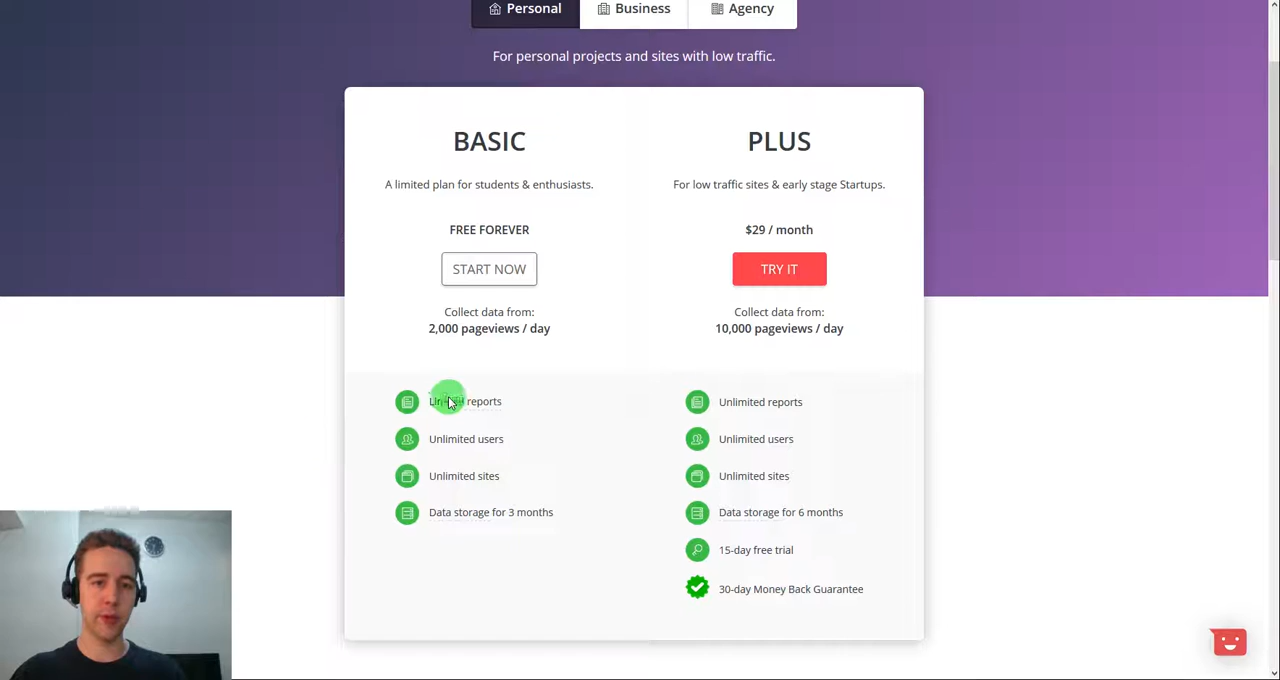 Personal
Business
Agency
For personal projects and sites with low traffic.
BASIC
A limited plan for students & enthusiasts.
FREE FOREVER
START NOW
Collect data from:
2,000 pageviews / day
reports
Unlimited users
Unlimited sites
Data storage for 3 months
PLUS
For low traffic sites & early stage Startups.
$29 / month
TRY IT
Collect data from:
10,000 pageviews / day
Unlimited reports
Unlimited users
Unlimited sites
Data storage for 6 months
15-day free trial
30-day Money Back Guarantee